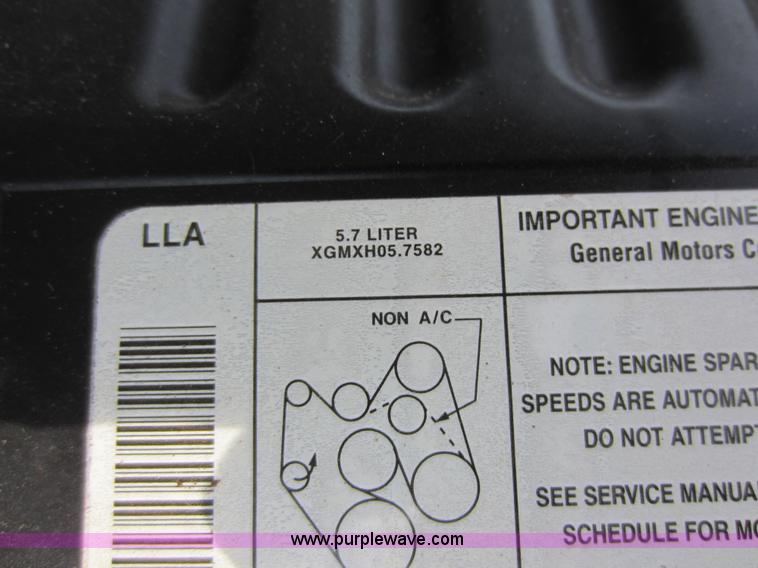 LLA
5.7 LITER
XGMXH05.7582
IMPORTANT ENGINE
General Motors
NON A/C
NOTE: ENGINE
SPEEDS ARE
DO NOT ATTEMPT
SEE SERVICE
SCHEDULE FOR
www.purplewave.com